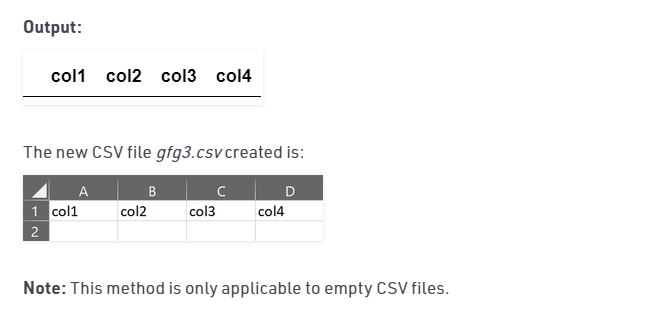 Output:
col1 col2 col3 col4
The new CSV file gfg3.csv created is:
A B C D
1 col1 col2 col3 col4
2
Note: This method is only applicable to empty CSV files.